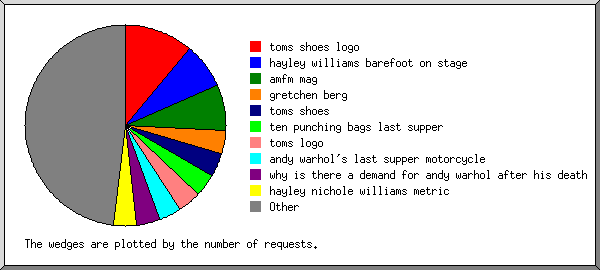 toms shoes logo
hayley williams barefoot on stage
amfm mag
gretchen berg
toms shoes
ten punching bags last supper
toms logo
andy warhol's last supper motorcycle
why is there a demand for andy warhol after his death
hayley nichole williams metric
Other
The wedges are plotted by the number of requests.